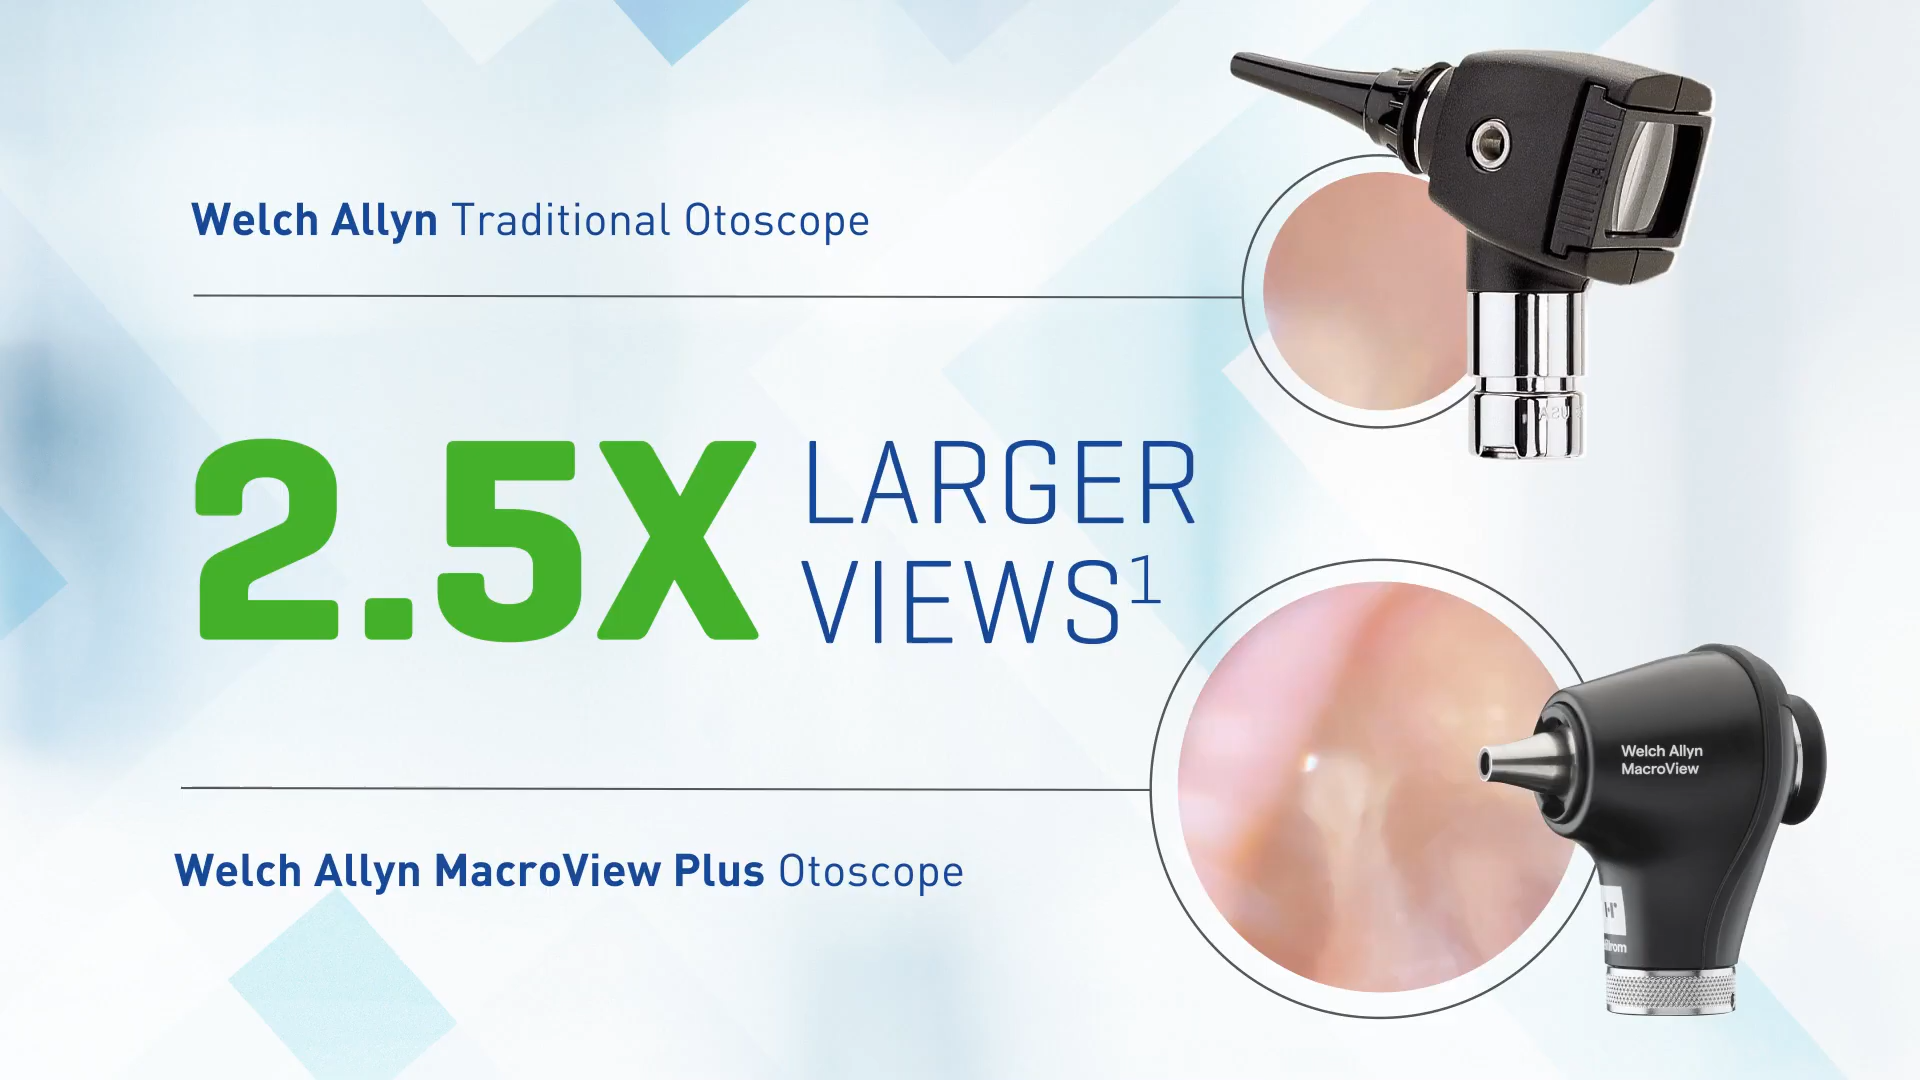 Welch Allyn Traditional Otoscope
2.5X LARGER
VIEWS¹
Welch Allyn
MacroView
Welch Allyn MacroView Plus Otoscope